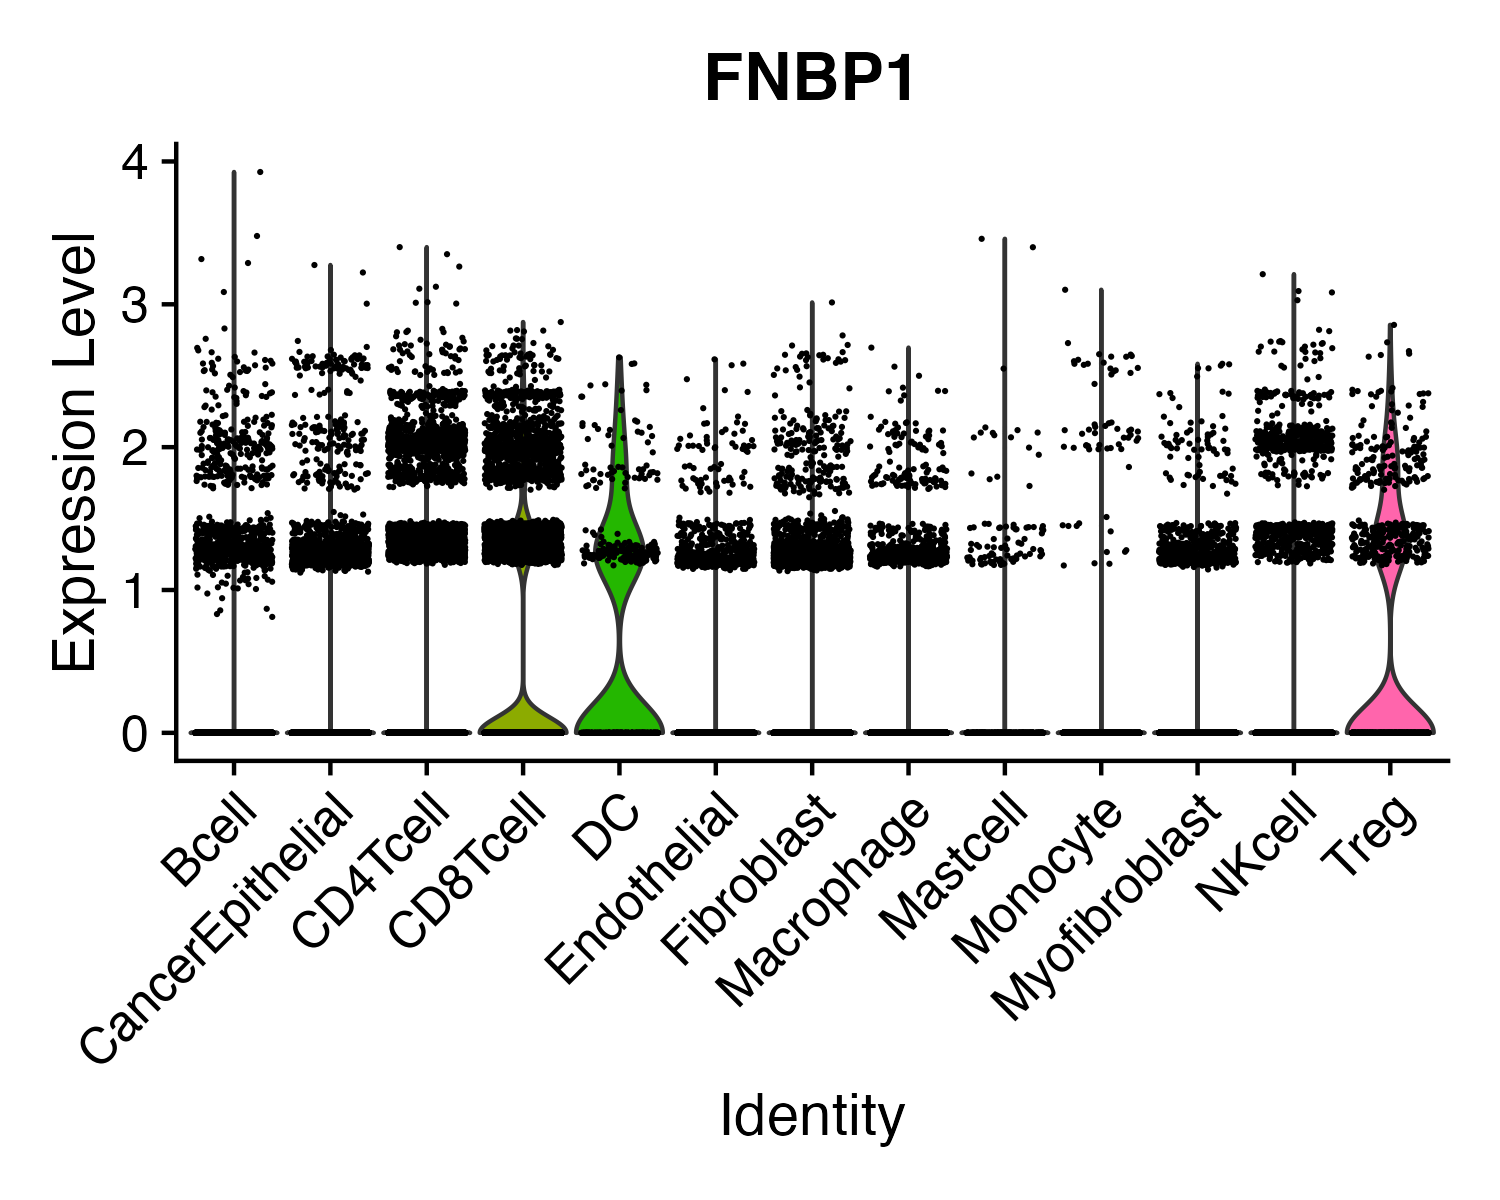 FNBP1
Expression Level
4
3
2
1
0
Bcell
CancerEpithelial
CD4Tcell
CD8Tcell
DC
Endothelial
Fibroblast
Macrophage
Mastcell
Monocyte
Myofibroblast
NKcell
Treg
Identity